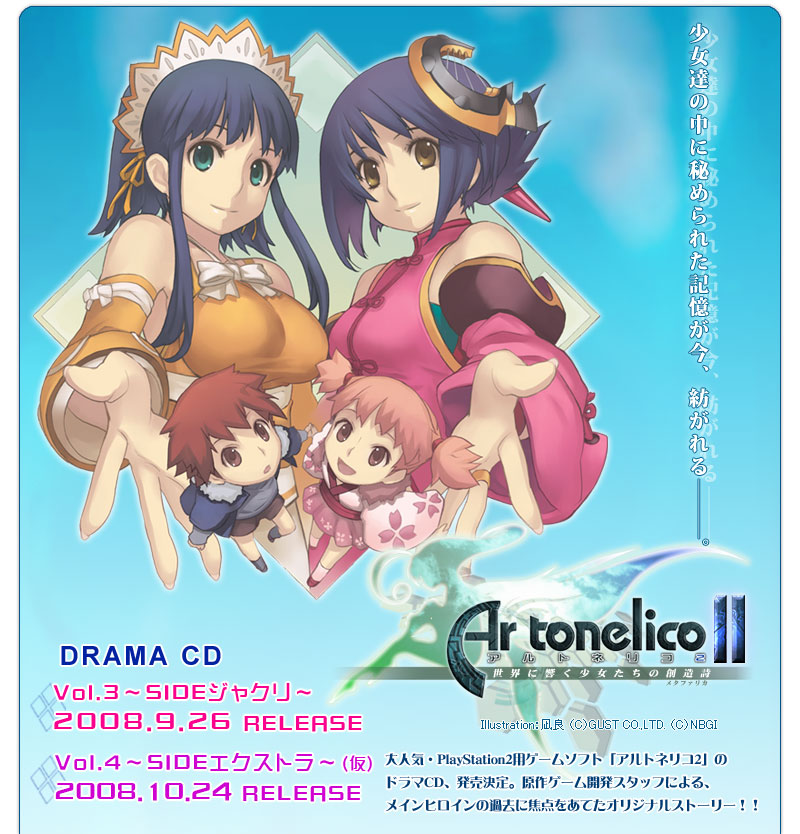 少女達の中に秘められた記憶が今、紡がれる――。
Ar tonelico II
アルトネリコ2
世界に響く少女たちの創造詩
メタファリカ
DRAMA CD
Vol.3～SIDEジャクリ～
2008.9.26 RELEASE
Vol.4～SIDEエクストラ～(仮)
2008.10.24 RELEASE
Illustration:凪良 (C)GUST CO.,LTD. (C)NBGI
大人気・PlayStation2用ゲームソフト「アルトネリコ2」の
ドラマCD、発売決定。原作ゲーム開発スタッフによる、
メインヒロインの過去に焦点をあてたオリジナルストーリー！！